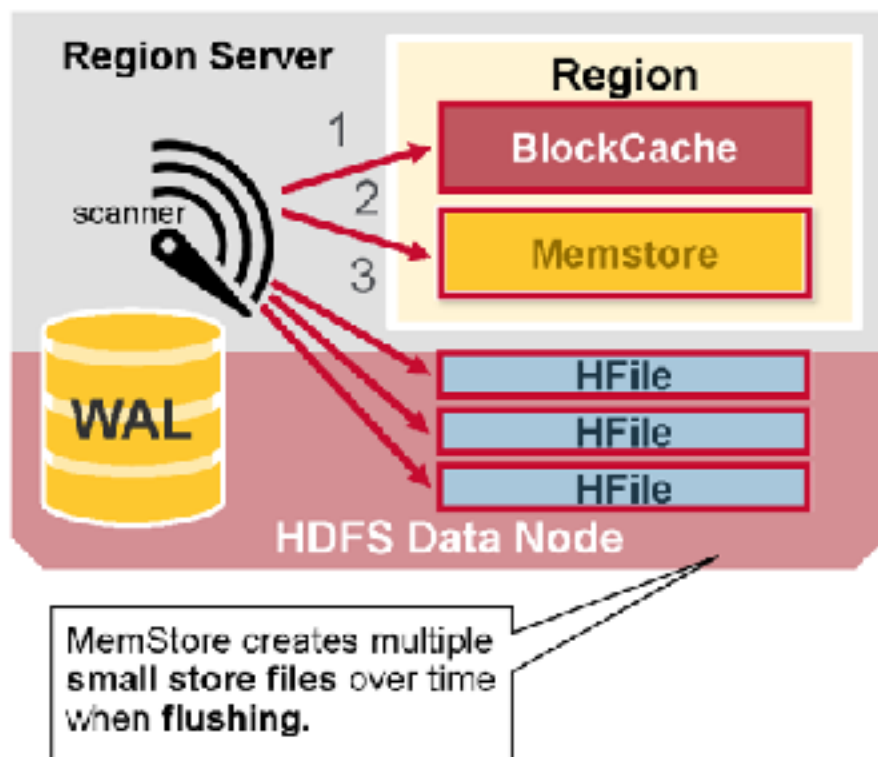 Region Server
Region
1
BlockCache
2
scanner
Memstore
3
HFile
WAL
HFile
HFile
HDFS Data Node
MemStore creates multiple
small store files over time
when flushing.